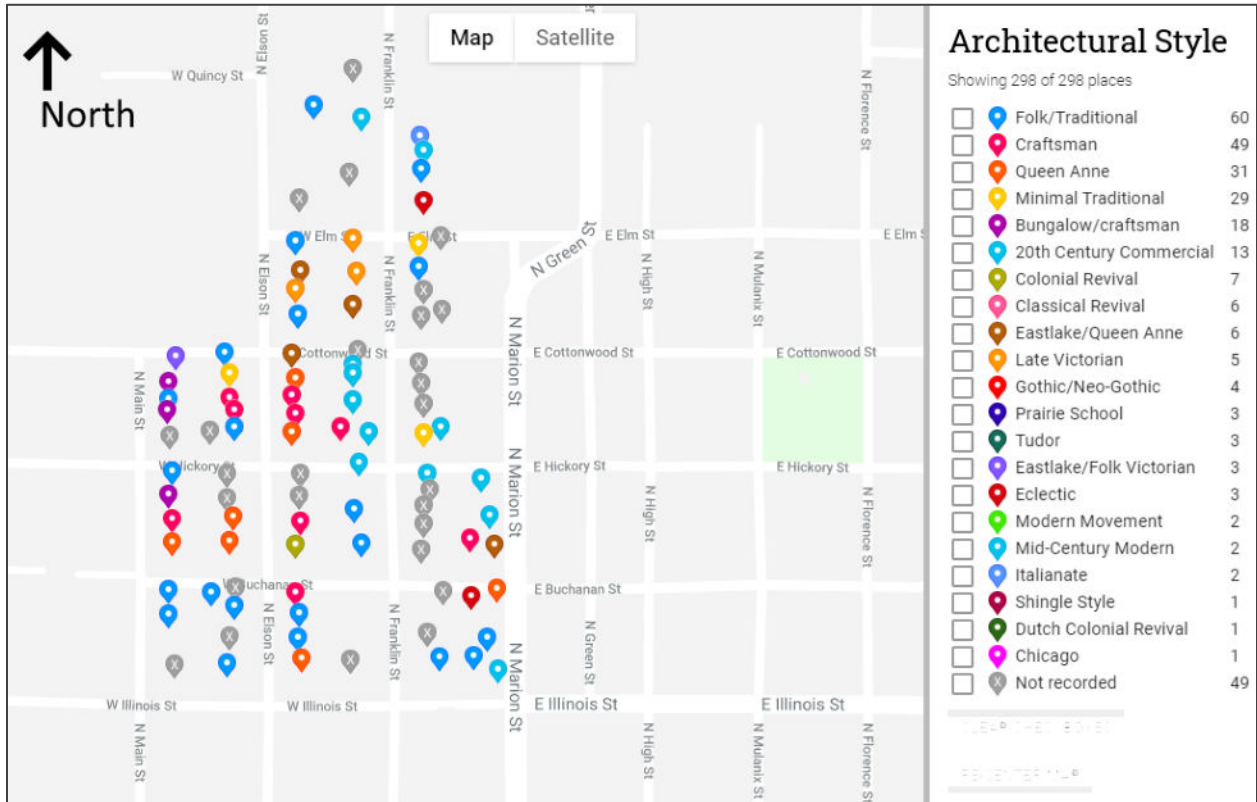 Map
Satellite
North
W Quincy St
N Elson St
N Franklin St
N Florence St
W Elm St
E Elm St
E Elm St
E Elm S
N Green St
N Elson St
N Franklin St
N High St
N Mulanix St
Cottonwood St
E Cottonwood St
E Cottonwood St
N Main St
N Marion St
W Hickory St
E Hickory St
E Hickory St
N Marion St
N High St
N Florence St
W Buchanan St
E Buchanan St
N Elson St
N Franklin St
N Green St
N Marion St
W Illinois St
W Illinois St
E Illinois St
E Illinois St
N Main St
N High St
N Mulanix St
N Florence St
Architectural Style
Showing 298 of 298 places
Folk/Traditional 60
Craftsman 49
Queen Anne 31
Minimal Traditional 29
Bungalow/craftsman 18
20th Century Commercial 13
Colonial Revival 7
Classical Revival 6
Eastlake/Queen Anne 6
Late Victorian 5
Gothic/Neo-Gothic 4
Prairie School 3
Tudor 3
Eastlake/Folk Victorian 3
Eclectic 3
Modern Movement 2
Mid-Century Modern 2
Italianate 2
Shingle Style 1
Dutch Colonial Revival 1
Chicago 1
Not recorded 49